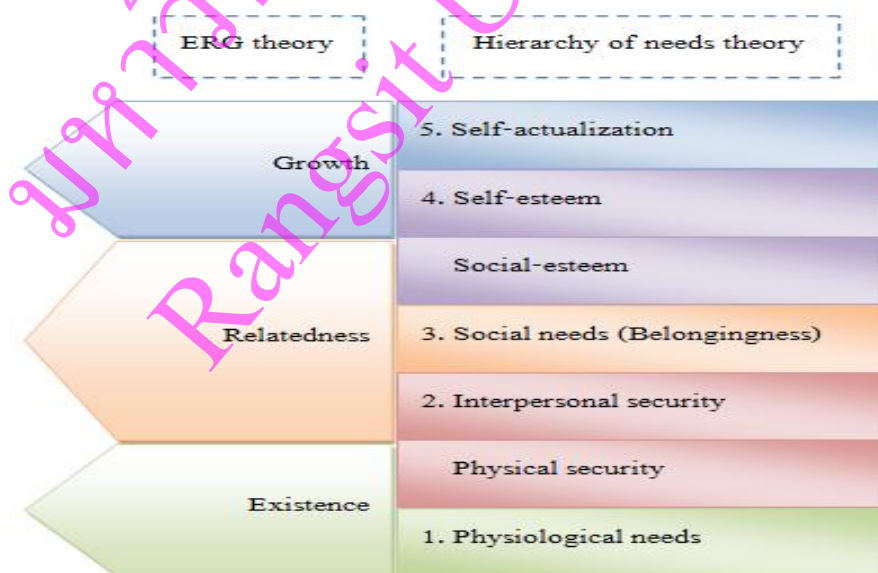 ERG theory
Hierarchy of needs theory
Growth
5. Self-actualization
4. Self-esteem
Social-esteem
Relatedness
3. Social needs (Belongingness)
2. Interpersonal security
Physical security
Existence
1. Physiological needs
Rangsit